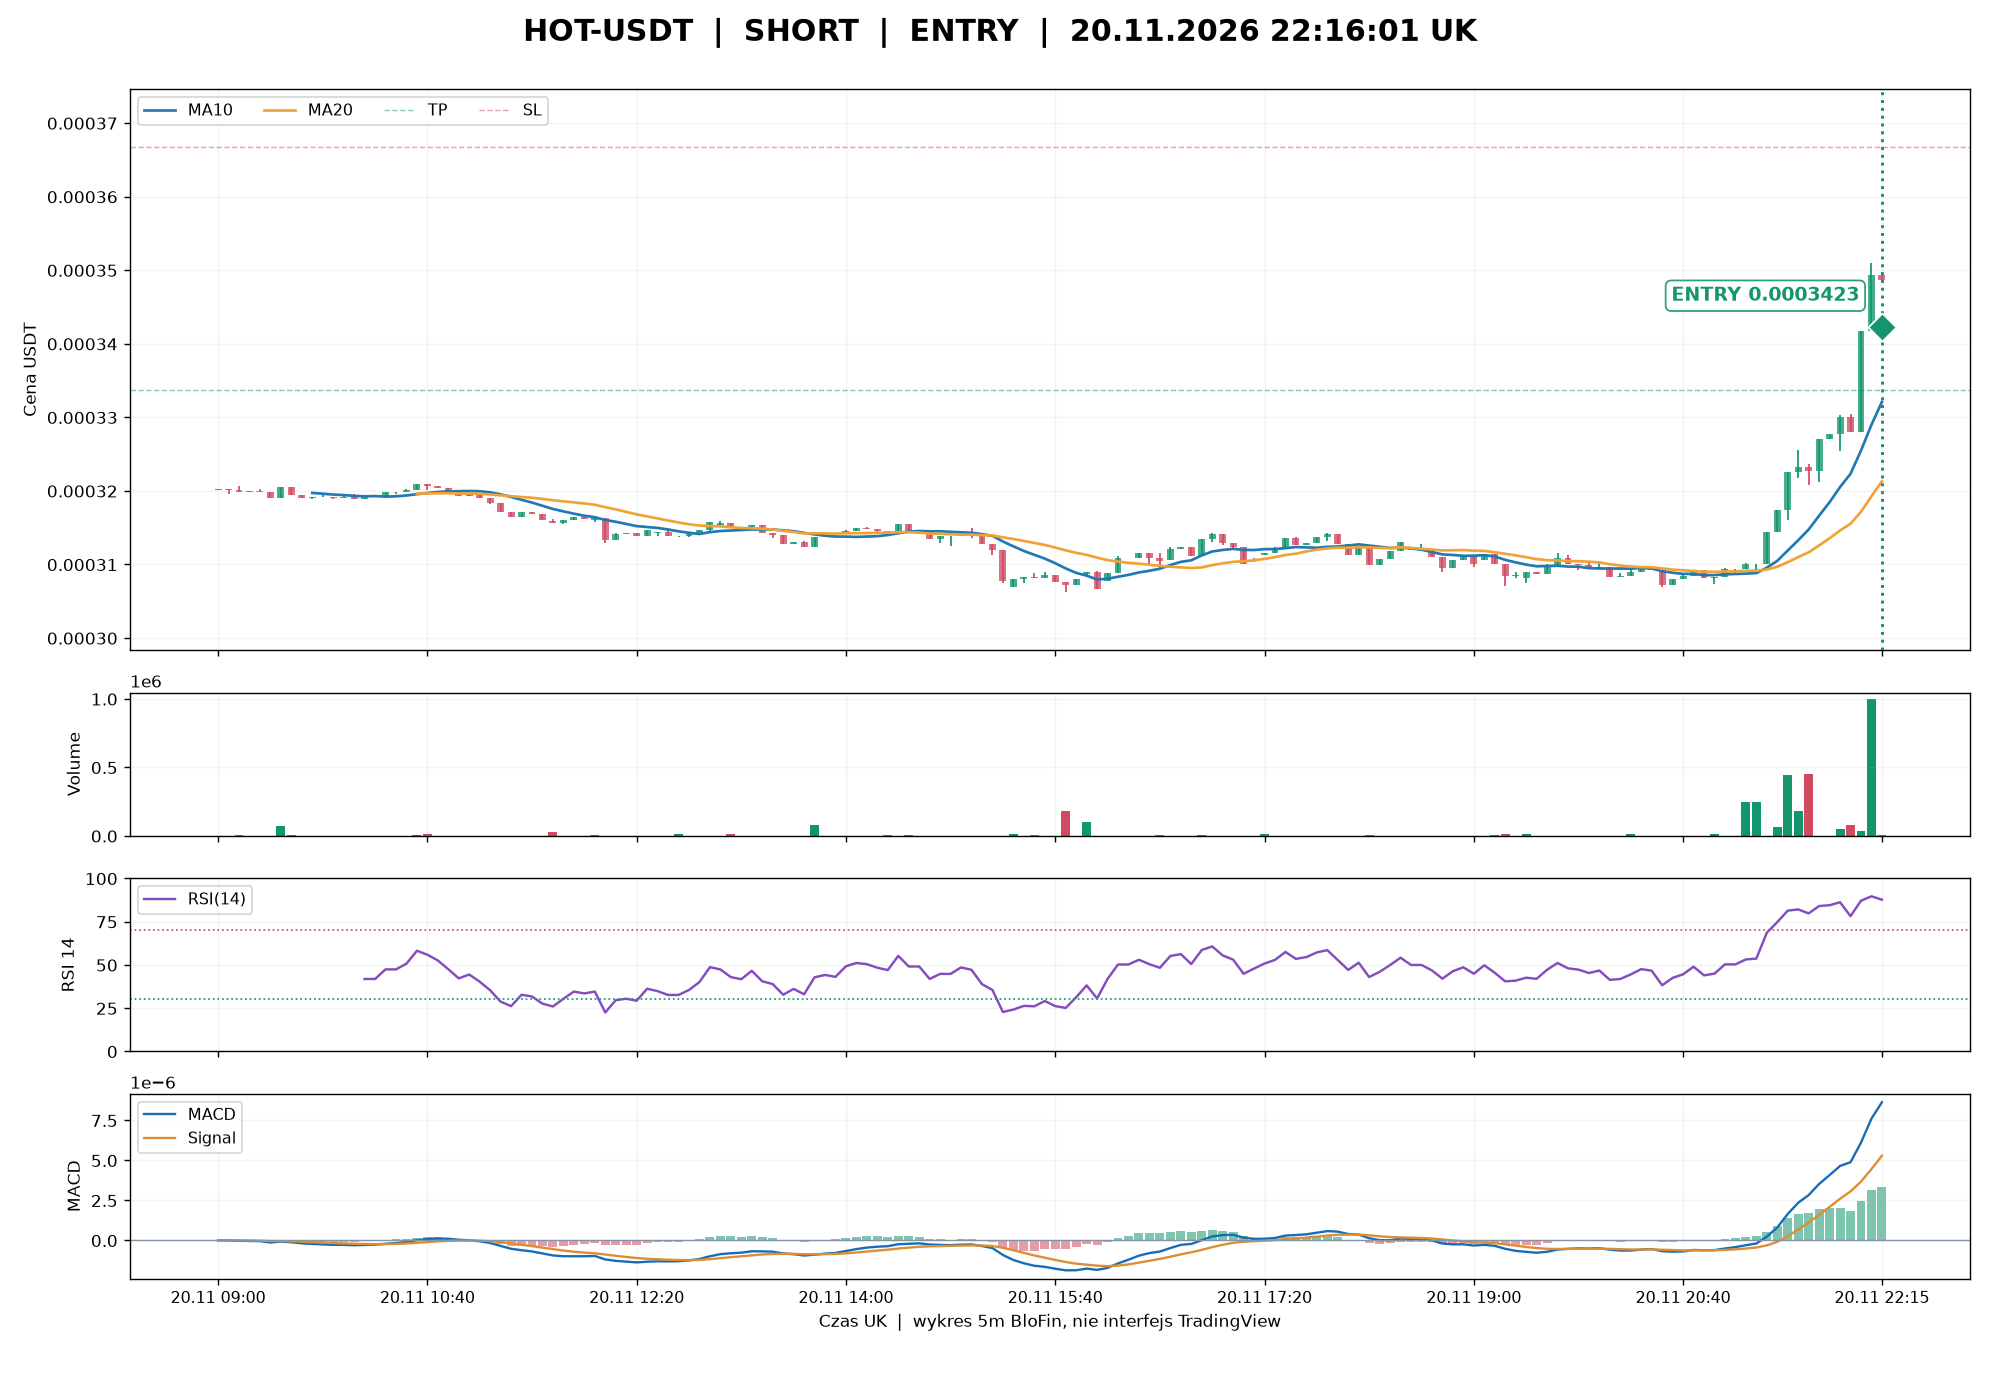 HOT-USDT | SHORT | ENTRY | 20.11.2026 22:16:01 UK
MA10 MA20 TP SL
0.00037
0.00036
0.00035
0.00034
0.00033
0.00032
0.00031
0.00030
Cena USDT
ENTRY 0.0003423
1e6
1.0
0.5
0.0
Volume
100
75
50
25
0
RSI 14
RSI(14)
1e−6
7.5
5.0
2.5
0.0
MACD
MACD
Signal
20.11 09:00 20.11 10:40 20.11 12:20 20.11 14:00 20.11 15:40 20.11 17:20 20.11 19:00 20.11 20:40 20.11 22:15
Czas UK | wykres 5m BloFin, nie interfejs TradingView